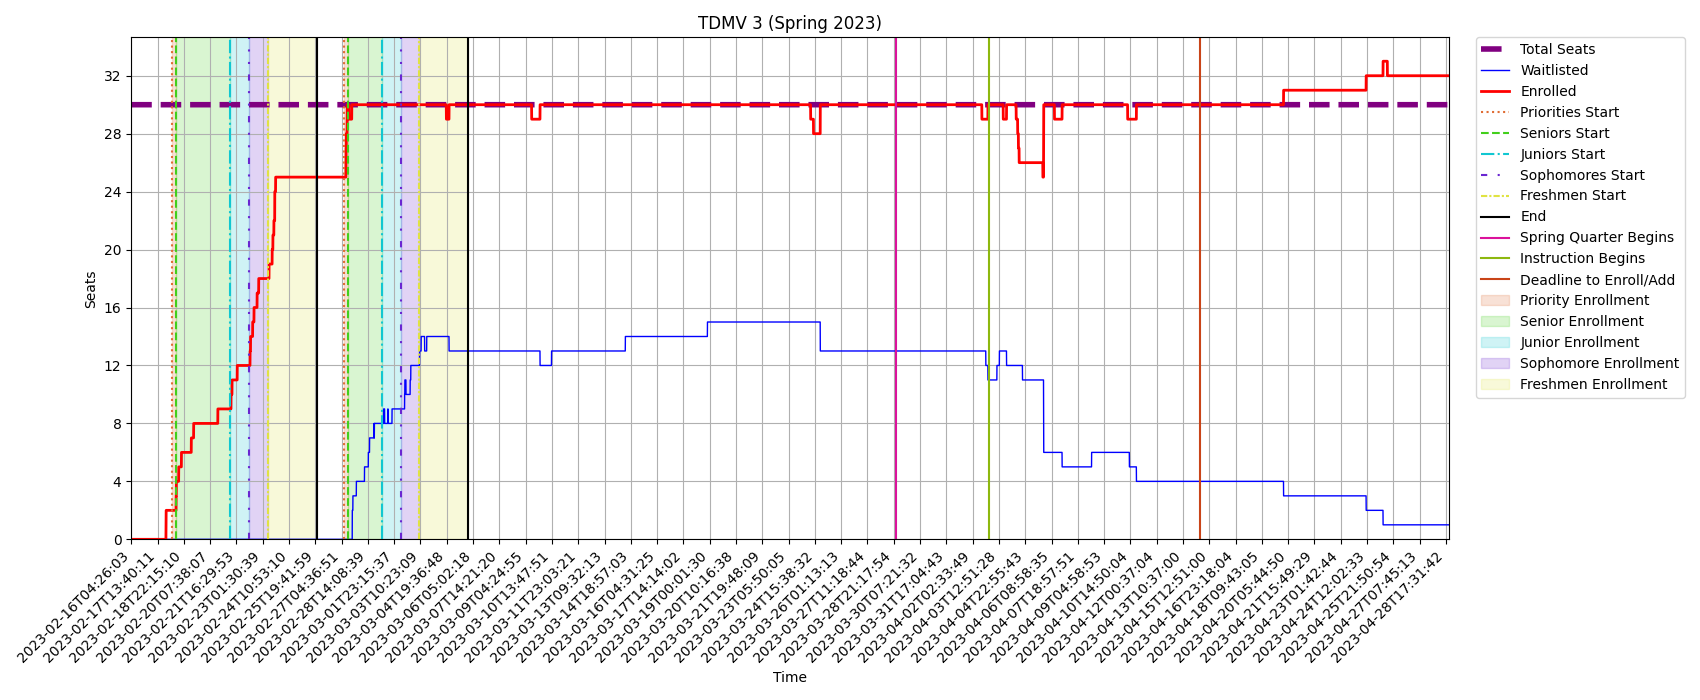 TDMV 3 (Spring 2023)
Seats
32
28
24
20
16
12
8
4
0
2023-02-16T04:26:03
2023-02-17T13:40:11
2023-02-18T22:15:10
2023-02-20T07:38:07
2023-02-21T16:29:53
2023-02-23T01:30:39
2023-02-24T10:53:10
2023-02-25T19:41:59
2023-02-27T04:36:51
2023-02-28T14:08:39
2023-03-01T23:15:37
2023-03-03T10:23:09
2023-03-04T19:36:48
2023-03-06T05:02:18
2023-03-07T14:21:20
2023-03-09T04:24:55
2023-03-10T13:47:51
2023-03-11T23:03:21
2023-03-13T09:32:13
2023-03-14T18:57:03
2023-03-16T04:31:25
2023-03-17T14:14:02
2023-03-19T00:01:30
2023-03-20T10:16:38
2023-03-21T19:48:09
2023-03-23T05:50:05
2023-03-24T15:38:32
2023-03-26T01:13:13
2023-03-27T11:18:44
2023-03-28T21:17:54
2023-03-30T07:21:32
2023-03-31T17:04:43
2023-04-02T02:33:49
2023-04-03T12:51:28
2023-04-04T22:55:43
2023-04-06T08:58:35
2023-04-07T18:57:51
2023-04-09T04:58:53
2023-04-10T14:50:04
2023-04-12T00:37:04
2023-04-13T10:37:00
2023-04-15T12:51:00
2023-04-16T23:18:04
2023-04-18T09:43:05
2023-04-20T05:44:50
2023-04-21T15:49:29
2023-04-23T01:42:44
2023-04-24T12:02:33
2023-04-25T21:50:54
2023-04-27T07:45:13
2023-04-28T17:31:42
Time
Total Seats
Waitlisted
Enrolled
Priorities Start
Seniors Start
Juniors Start
Sophomores Start
Freshmen Start
End
Spring Quarter Begins
Instruction Begins
Deadline to Enroll/Add
Priority Enrollment
Senior Enrollment
Junior Enrollment
Sophomore Enrollment
Freshmen Enrollment